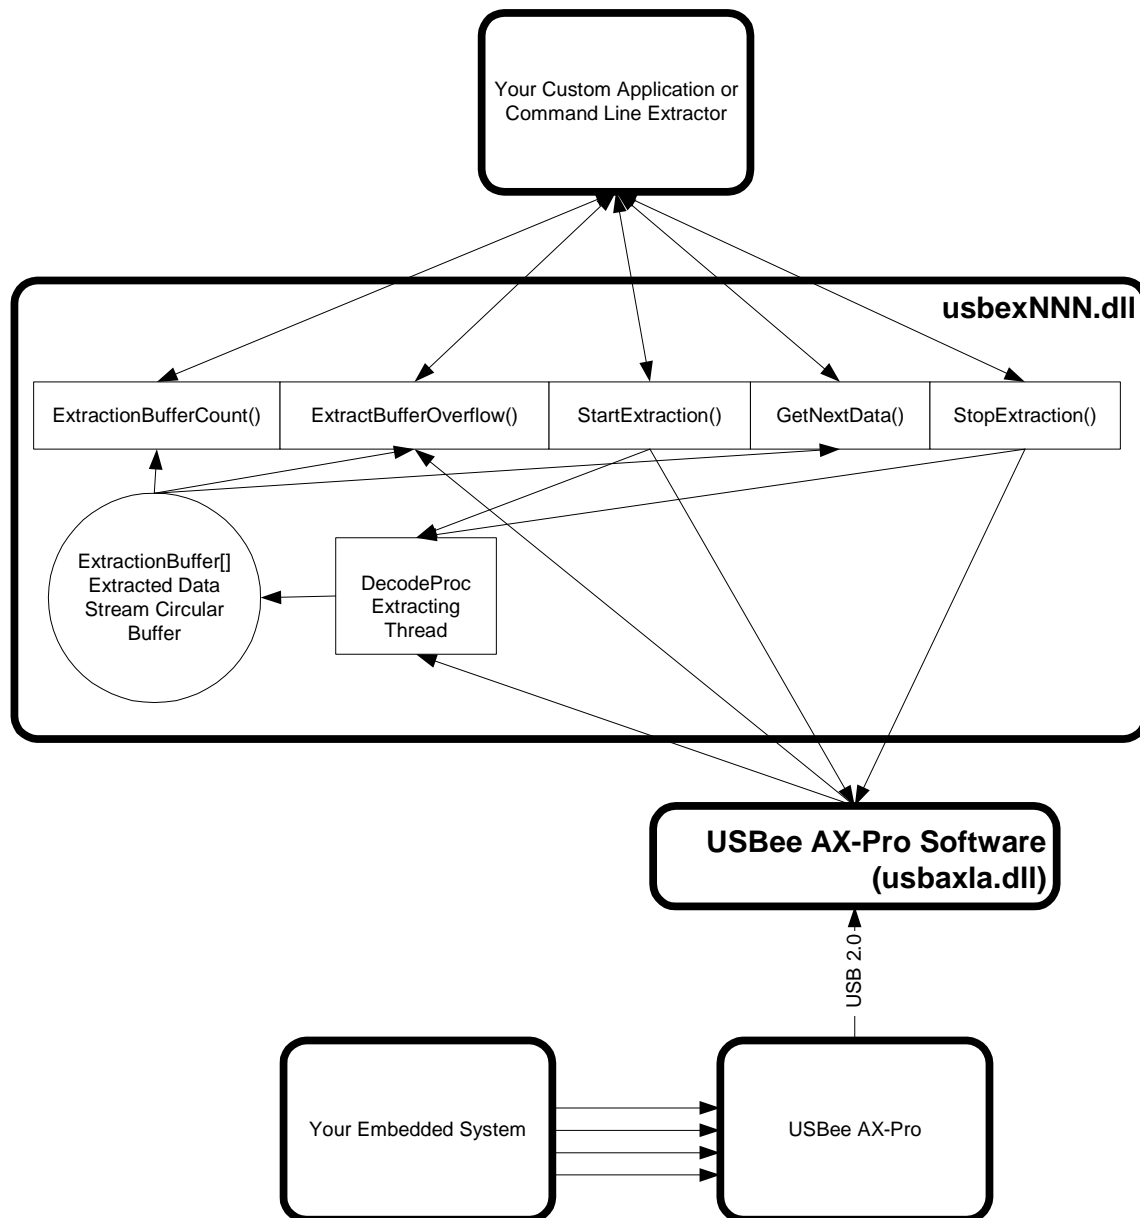 Your Custom Application or
Command Line Extractor
usbexNNN.dll
ExtractionBufferCount()
ExtractBufferOverflow()
StartExtraction()
GetNextData()
StopExtraction()
ExtractionBuffer[]
Extracted Data
Stream Circular
Buffer
DecodeProc
Extracting
Thread
USBee AX-Pro Software
(usbaxla.dll)
USB 2.0
Your Embedded System
USBee AX-Pro